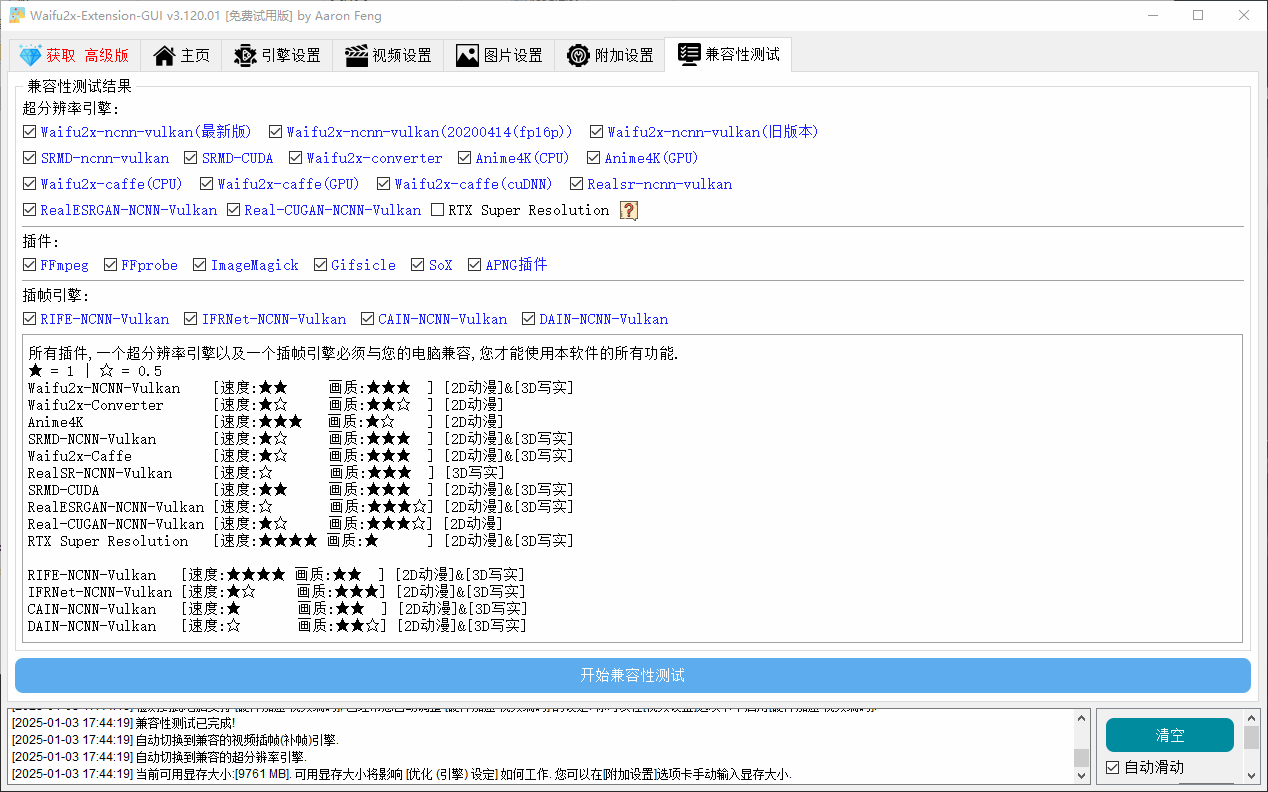 Waifu2x-Extension-GUI v3.120.01 [免费试用版] by Aaron Feng
获取 高级版 主页 引擎设置 视频设置 图片设置 附加设置 兼容性测试
兼容性测试结果
超分辨率引擎:
Waifu2x-ncnn-vulkan(最新版) Waifu2x-ncnn-vulkan(20200414(fp16p)) Waifu2x-ncnn-vulkan(旧版本)
SRMD-ncnn-vulkan SRMD-CUDA Waifu2x-converter Anime4K(CPU) Anime4K(GPU)
Waifu2x-caffe(CPU) Waifu2x-caffe(GPU) Waifu2x-caffe(cuDNN) Realsr-ncnn-vulkan
RealESRGAN-NCNN-Vulkan Real-CUGAN-NCNN-Vulkan RTX Super Resolution ?
插件:
FFmpeg FFprobe ImageMagick Gifsicle SoX APNG插件
插帧引擎:
RIFE-NCNN-Vulkan IFRNet-NCNN-Vulkan CAIN-NCNN-Vulkan DAIN-NCNN-Vulkan
所有插件,一个超分辨率引擎以及一个插帧引擎必须与您的电脑兼容,您才能使用本软件的所有功能.
★ = 1 | ☆ = 0.5
Waifu2x-NCNN-Vulkan [速度:★★ 画质:★★★ ] [2D动漫]&[3D写实]
Waifu2x-Converter [速度:★☆ 画质:★★☆ ] [2D动漫]
Anime4K [速度:★★★ 画质:★☆ ] [2D动漫]
SRMD-NCNN-Vulkan [速度:★☆ 画质:★★★ ] [2D动漫]&[3D写实]
Waifu2x-Caffe [速度:★☆ 画质:★★★ ] [2D动漫]&[3D写实]
RealSR-NCNN-Vulkan [速度:☆ 画质:★★★ ] [3D写实]
SRMD-CUDA [速度:★★ 画质:★★★ ] [2D动漫]&[3D写实]
RealESRGAN-NCNN-Vulkan [速度:☆ 画质:★★★☆] [2D动漫]&[3D写实]
Real-CUGAN-NCNN-Vulkan [速度:★☆ 画质:★★★☆] [2D动漫]
RTX Super Resolution [速度:★★★★ 画质:★ ] [2D动漫]&[3D写实]
RIFE-NCNN-Vulkan [速度:★★★★ 画质:★★ ] [2D动漫]&[3D写实]
IFRNet-NCNN-Vulkan [速度:★☆ 画质:★★★] [2D动漫]&[3D写实]
CAIN-NCNN-Vulkan [速度:★ 画质:★★ ] [2D动漫]&[3D写实]
DAIN-NCNN-Vulkan [速度:☆ 画质:★★☆] [2D动漫]&[3D写实]
开始兼容性测试
[2025-01-03 17:44:19] 兼容性测试已完成!
[2025-01-03 17:44:19] 自动切换到兼容的视频插帧(补帧)引擎.
[2025-01-03 17:44:19] 自动切换到兼容的超分辨率引擎.
[2025-01-03 17:44:19] 当前可用显存大小:[9761 MB]. 可用显存大小将影响 [优化 (引擎) 设定] 如何工作. 您可以在[附加设置]选项卡手动输入显存大小.
清空
自动滑动